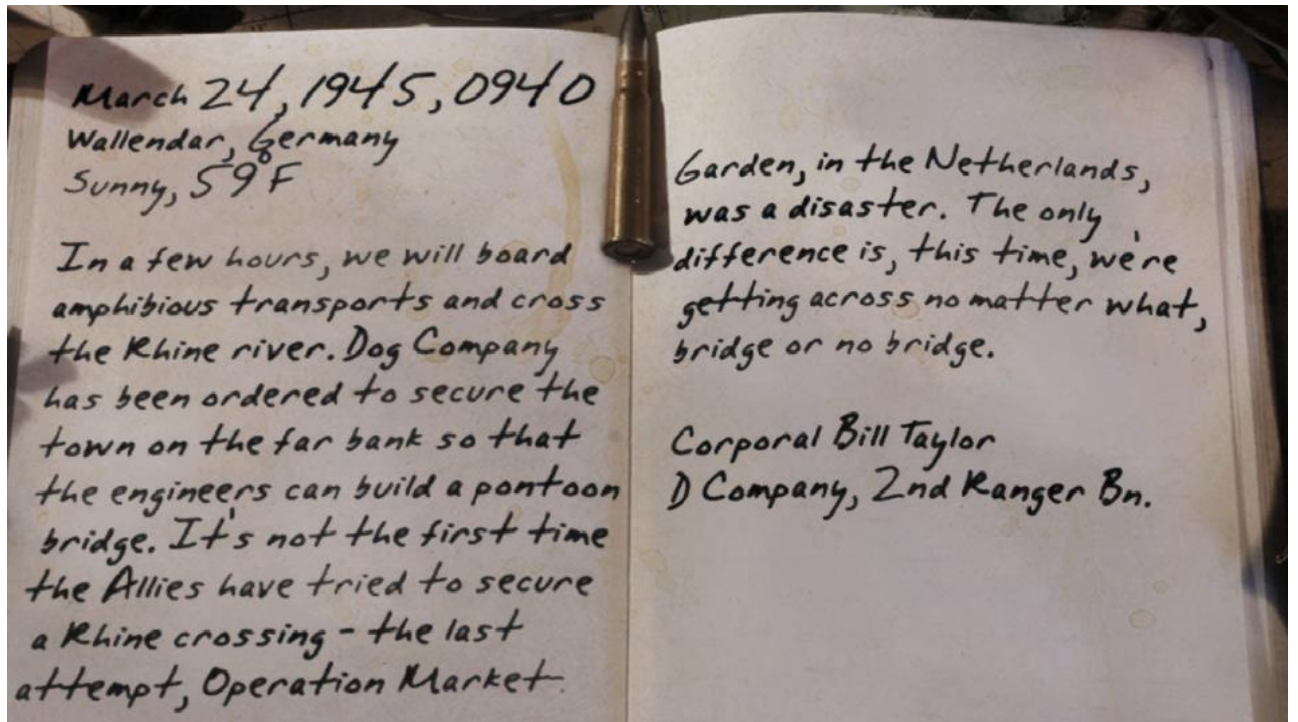 March 24, 1945, 0940
Wallendar, Germany
Sunny, 59°F
In a few hours, we will board
amphibious transports and cross
the Rhine river. Dog Company
has been ordered to secure the
town on the far bank so that
the engineers can build a pontoon
bridge. It's not the first time
the Allies have tried to secure
a Rhine crossing - the last
attempt, Operation Market
Garden, in the Netherlands,
was a disaster. The only
difference is, this time, we're
getting across no matter what,
bridge or no bridge.
Corporal Bill Taylor
D Company, 2nd Ranger Bn.